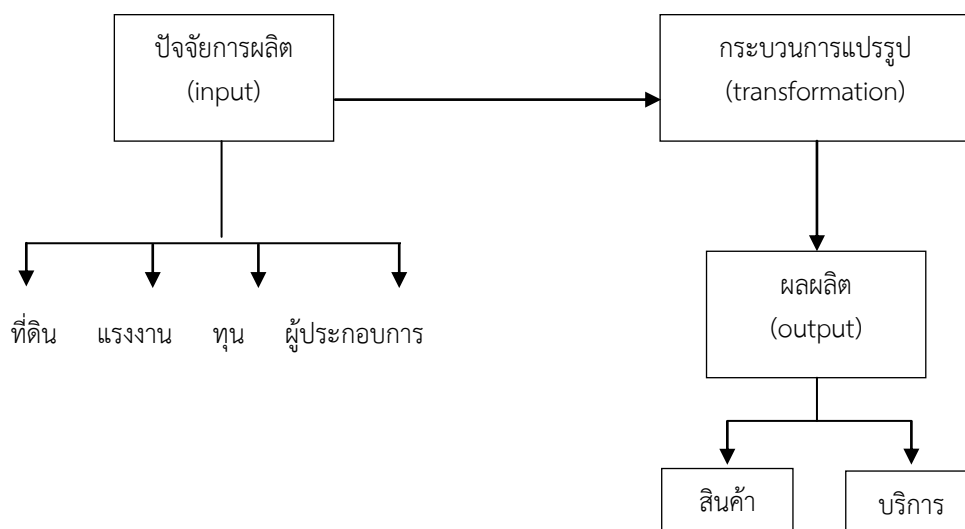 ปัจจัยการผลิต
(input)
กระบวนการแปรรูป
(transformation)
ผลผลิต
(output)
ที่ดิน แรงงาน ทุน ผู้ประกอบการ
สินค้า บริการ